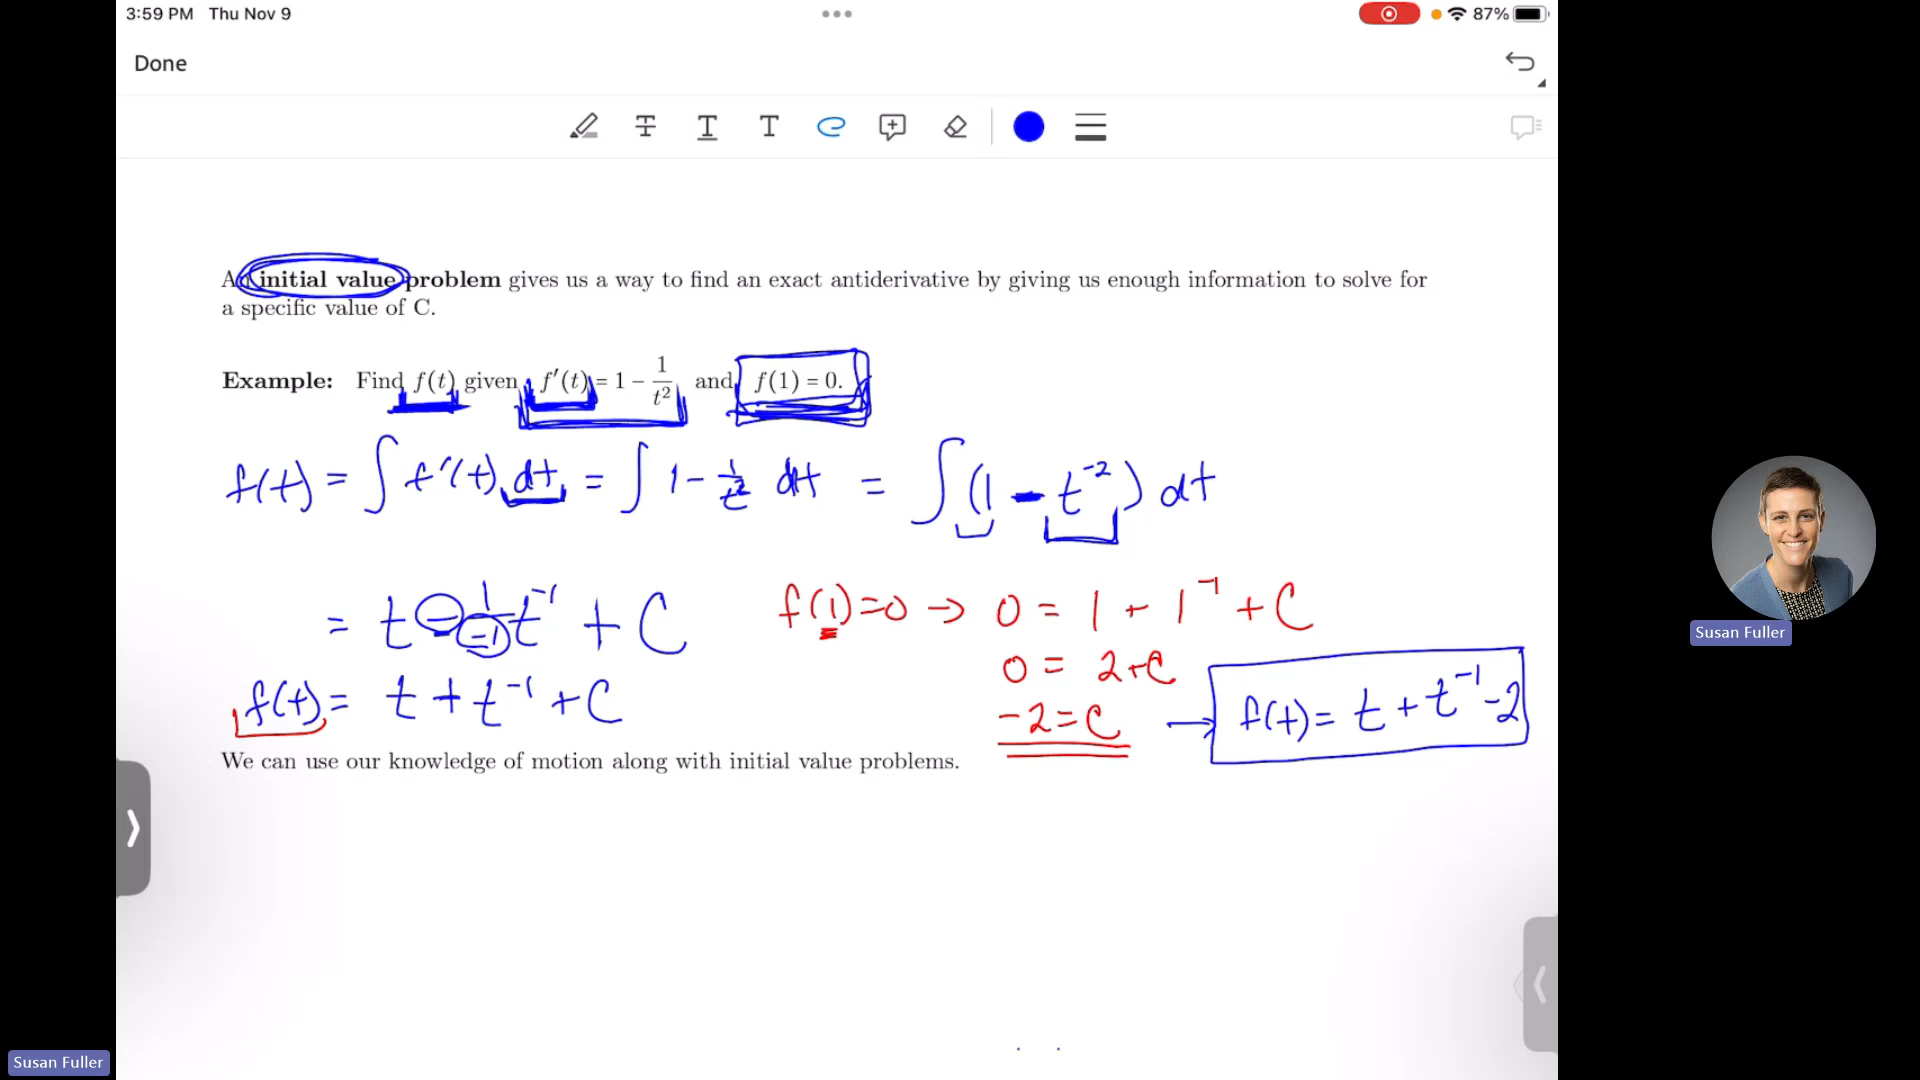 3:59 PM Thu Nov 9
87%
Done
An initial value problem gives us a way to find an exact antiderivative by giving us enough information to solve for
a specific value of C.
Example: Find f(t) given f′(t) = 1 − 1/t² and f(1) = 0.
f(t) = ∫ f′(t) dt = ∫ 1 − 1/t² dt = ∫ (1 − t⁻²) dt
= t − 1/−1 t⁻¹ + C
f(1)=0 → 0 = 1 + 1⁻¹ + C
0 = 2+C
f(t) = t + t⁻¹ + C
−2 = C → f(t) = t + t⁻¹ − 2
We can use our knowledge of motion along with initial value problems.
Susan Fuller
Susan Fuller